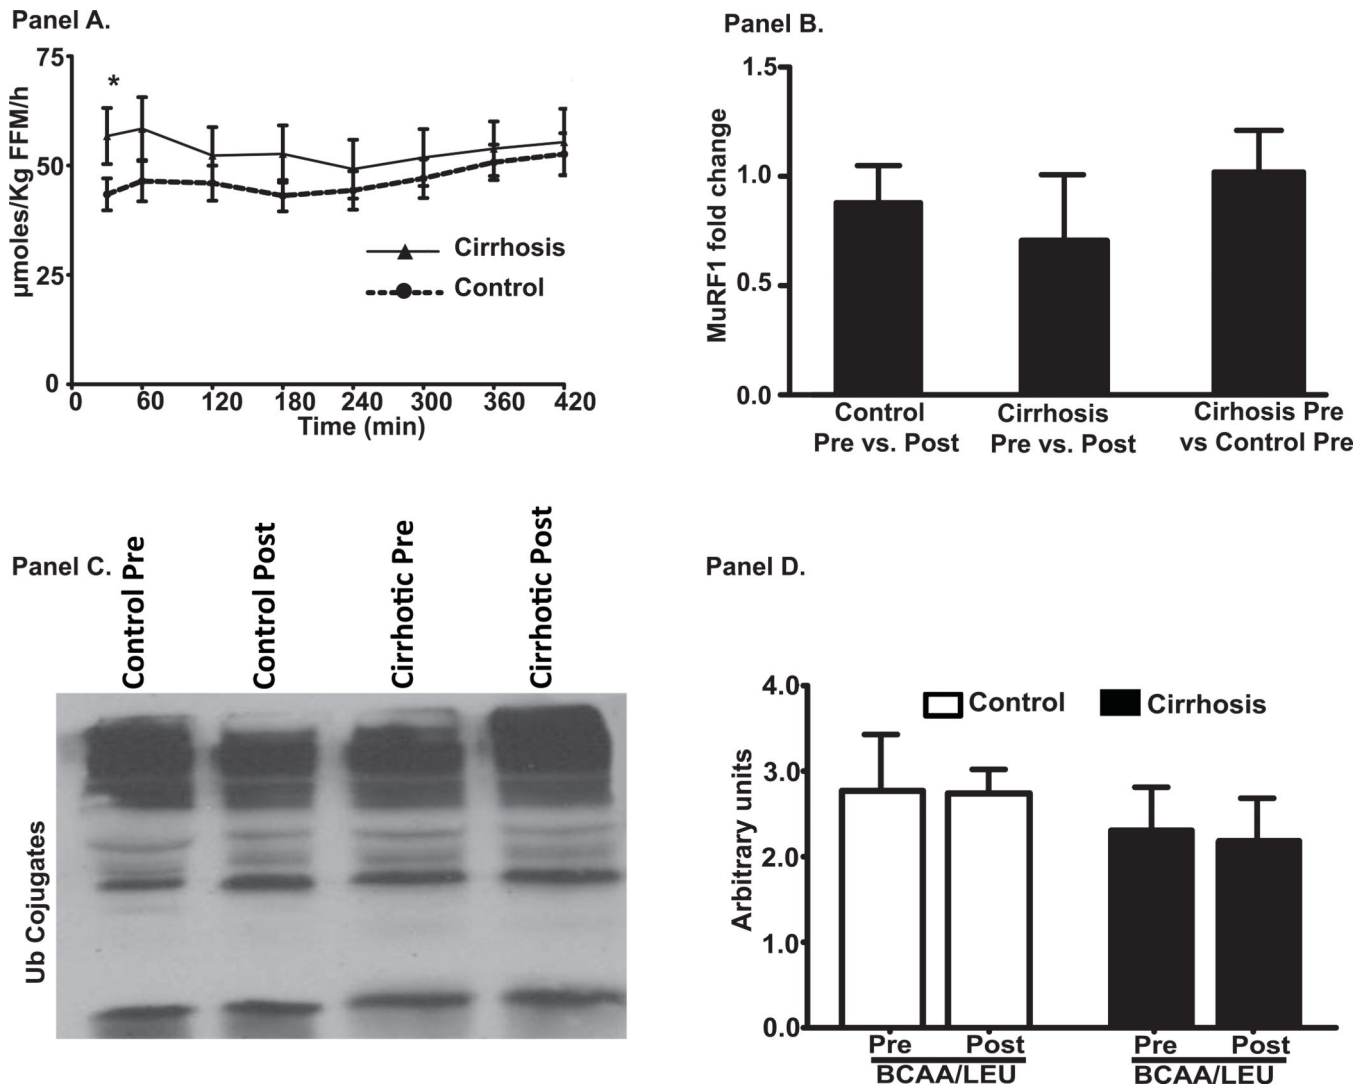 Panel A.
75
*
50
25
0
µmoles/Kg FFM/h
Cirrhosis
Control
0 60 120 180 240 300 360 420
Time (min)
Panel B.
1.5
1.0
0.5
0.0
MuRF1 fold change
Control
Pre vs. Post
Cirrhosis
Pre vs. Post
Cirhosis Pre
vs Control Pre
Panel C.
Control Pre
Control Post
Cirrhotic Pre
Cirrhotic Post
Ub Cojugates
Panel D.
4.0
3.0
2.0
1.0
0.0
Arbitrary units
Control
Cirrhosis
Pre Post
BCAA/LEU
Pre Post
BCAA/LEU